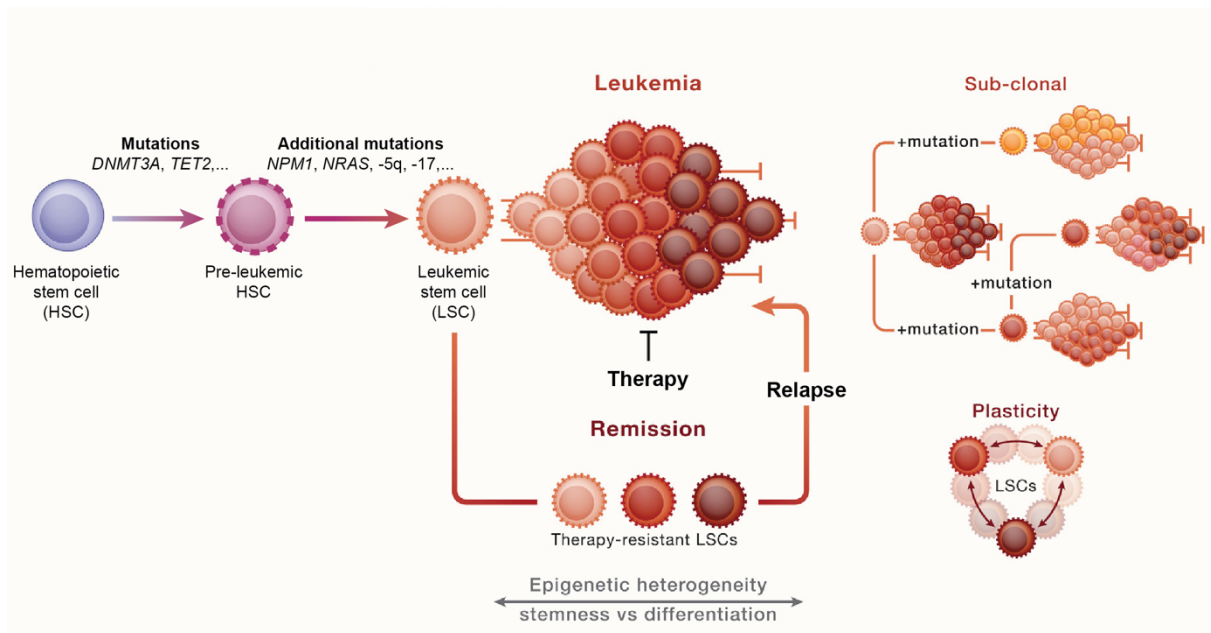 Mutations
DNMT3A, TET2,...
Additional mutations
NPM1, NRAS, -5q, -17,...
Hematopoietic
stem cell
(HSC)
Pre-leukemic
HSC
Leukemic
stem cell
(LSC)
Leukemia
Therapy
Remission
Relapse
Therapy-resistant LSCs
Epigenetic heterogeneity
stemness vs differentiation
Sub-clonal
+mutation
+mutation
+mutation
Plasticity
LSCs